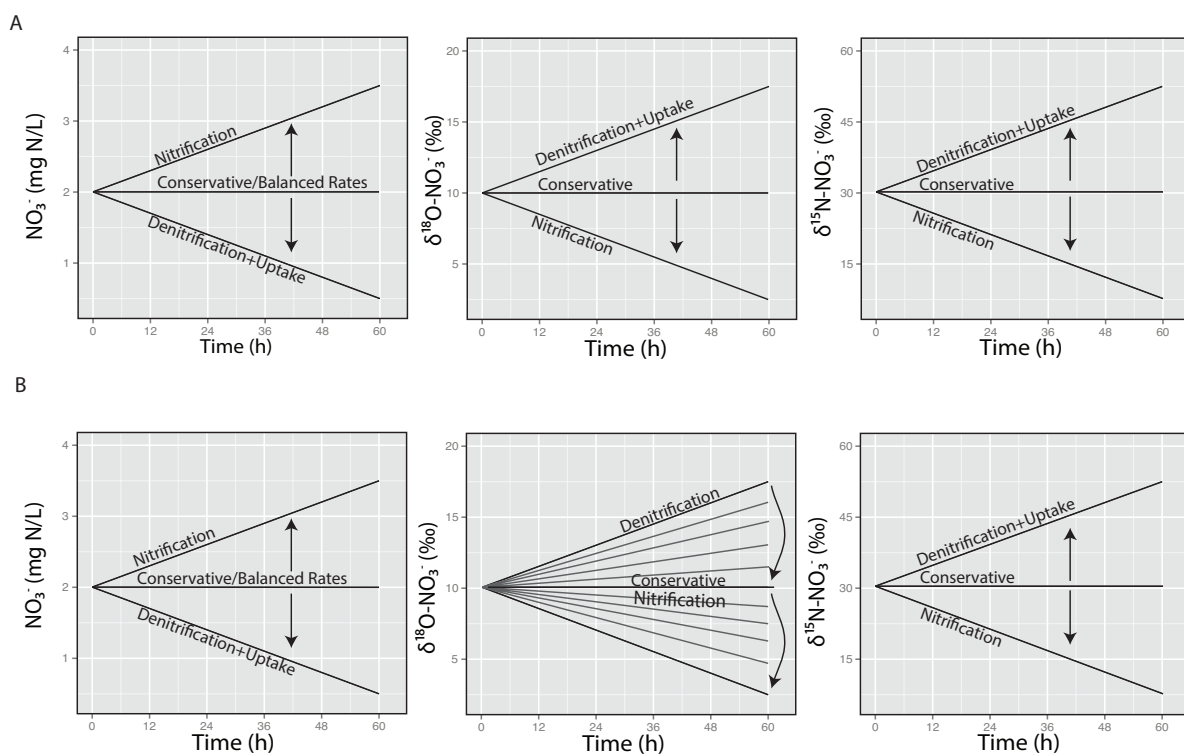 A
NO₃⁻ (mg N/L)
4
3
2
1
Nitrification
Conservative/Balanced Rates
Denitrification+Uptake
0 12 24 36 48 60
Time (h)
δ¹⁸O-NO₃⁻ (‰)
20
15
10
5
Denitrification+Uptake
Conservative
Nitrification
0 12 24 36 48 60
Time (h)
δ¹⁵N-NO₃⁻ (‰)
60
45
30
15
Denitrification+Uptake
Conservative
Nitrification
0 12 24 36 48 60
Time (h)
B
NO₃⁻ (mg N/L)
4
3
2
1
Nitrification
Conservative/Balanced Rates
Denitrification+Uptake
0 12 24 36 48 60
Time (h)
δ¹⁸O-NO₃⁻ (‰)
20
15
10
5
Denitrification
Conservative
Nitrification
0 12 24 36 48 60
Time (h)
δ¹⁵N-NO₃⁻ (‰)
60
45
30
15
Denitrification+Uptake
Conservative
Nitrification
0 12 24 36 48 60
Time (h)